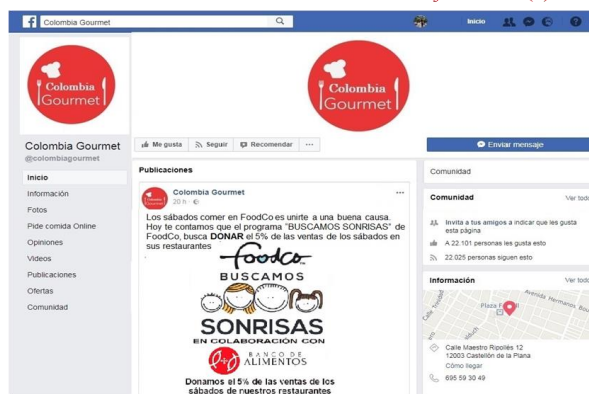 Colombia Gourmet
Inicio
Colombia
Gourmet
Colombia
Gourmet
Colombia Gourmet
@colombiagourmet
Inicio
Información
Fotos
Pide comida Online
Opiniones
Videos
Publicaciones
Ofertas
Comunidad
Me gusta
Seguir
Recomendar
Enviar mensaje
Publicaciones
Colombia Gourmet
20 h
Los sábados comer en FoodCo es unirte a una buena causa.
Hoy te contamos que el programa "BUSCAMOS SONRISAS" de
FoodCo, busca DONAR el 5% de las ventas de los sábados en
sus restaurantes
foodco
BUSCAMOS
SONRISAS
EN COLABORACIÓN CON
BANCO DE
ALIMENTOS
Donamos el 5% de las ventas de los
sábados de nuestros restaurantes
Comunidad
Comunidad
Ver todo
Invita a tus amigos a indicar que les gusta
esta página
A 22.101 personas les gusta esto
22.025 personas siguen esto
Información
Ver todo
Avenida Hermanos Bou
Calle Trinidad
Plaza
Calle Maestro Ripollés 12
12003 Castellón de la Plana
Cómo llegar
695 59 30 49